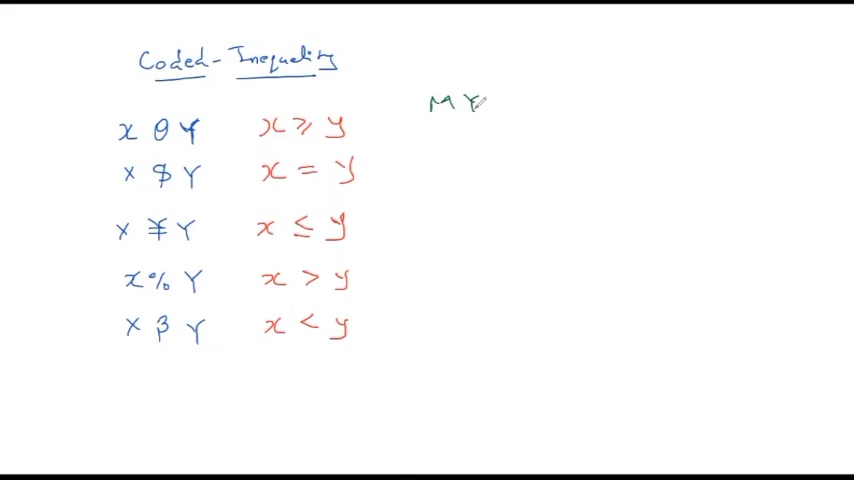 Coded-Inequality
x θ Y x ≥ y
x $ Y x = y
x ¥ Y x ≤ y
x % Y x > y
x β Y x < y
M